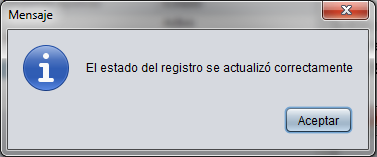 Mensaje
El estado del registro se actualizó correctamente
Aceptar